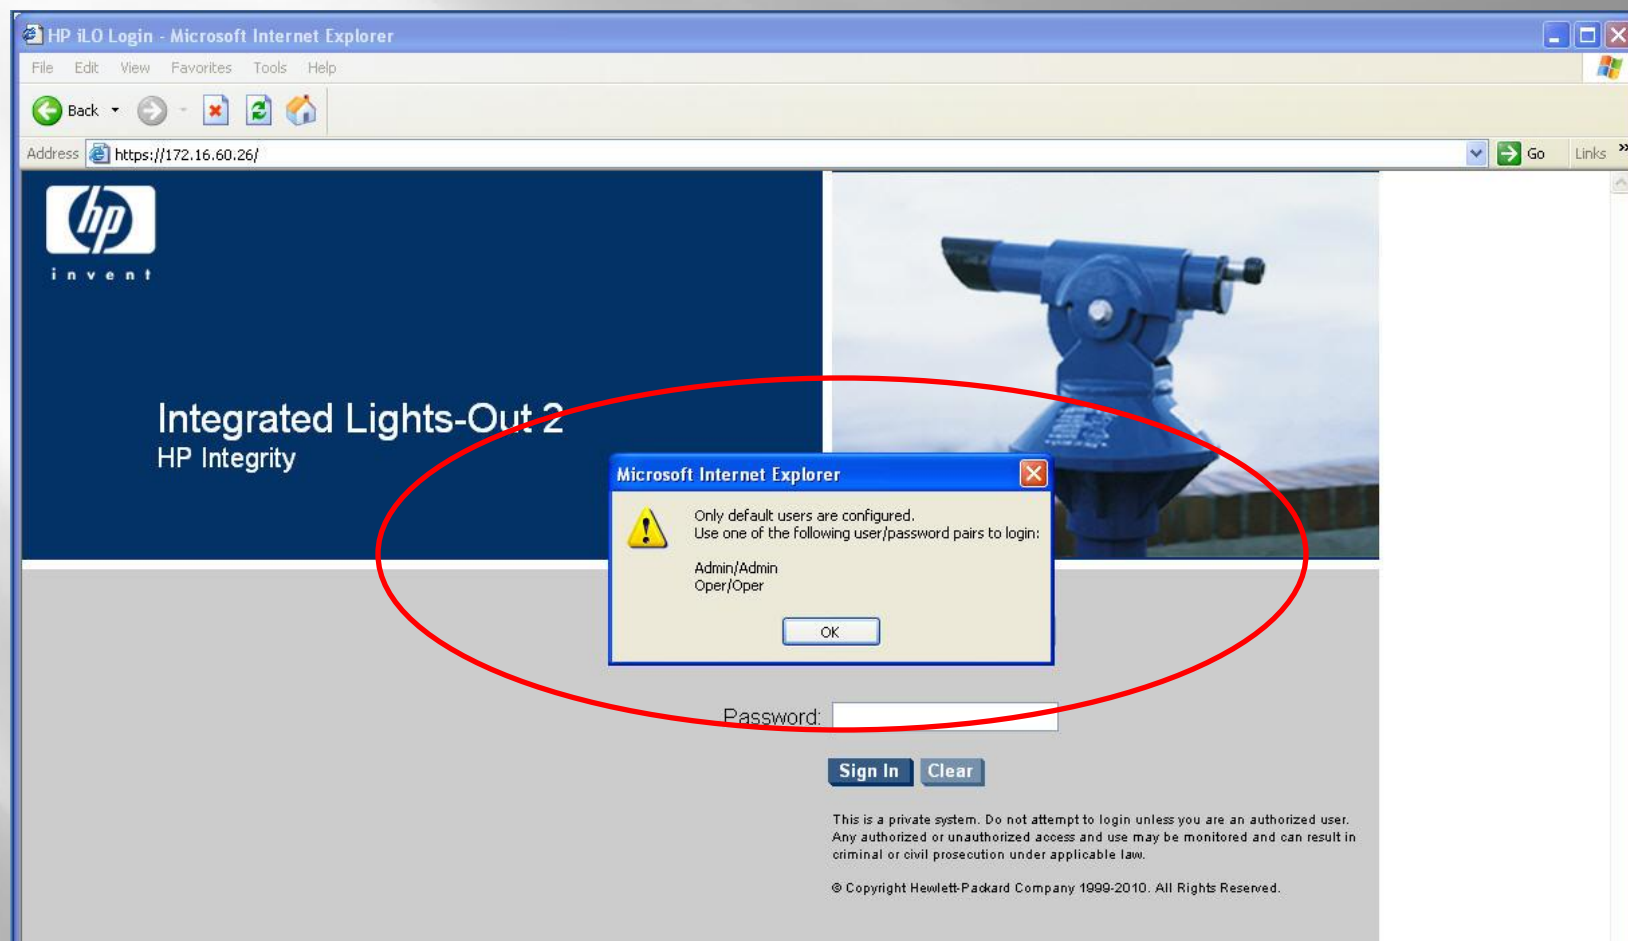 HP iLO Login - Microsoft Internet Explorer
File Edit View Favorites Tools Help
Back
Address https://172.16.60.26/ Go Links »
hp
invent
Integrated Lights-Out 2
HP Integrity
Microsoft Internet Explorer
Only default users are configured.
Use one of the following user/password pairs to login:
Admin/Admin
Oper/Oper
OK
Password:
Sign In Clear
This is a private system. Do not attempt to login unless you are an authorized user.
Any authorized or unauthorized access and use may be monitored and can result in
criminal or civil prosecution under applicable law.
© Copyright Hewlett-Packard Company 1999-2010. All Rights Reserved.